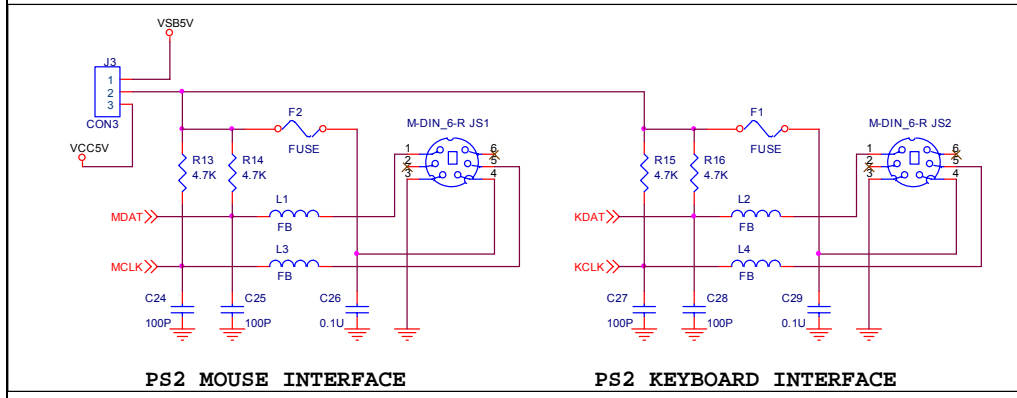 VSB5V
J3
1
2
3
CON3
VCC5V
F2
FUSE
M-DIN_6-R JS1
1
2
3
6
5
4
R13
4.7K
R14
4.7K
L1
FB
MDAT
L3
FB
MCLK
C24
100P
C25
100P
C26
0.1U
PS2 MOUSE INTERFACE
F1
FUSE
M-DIN_6-R JS2
1
2
3
6
5
4
R15
4.7K
R16
4.7K
L2
FB
KDAT
L4
FB
KCLK
C27
100P
C28
100P
C29
0.1U
PS2 KEYBOARD INTERFACE